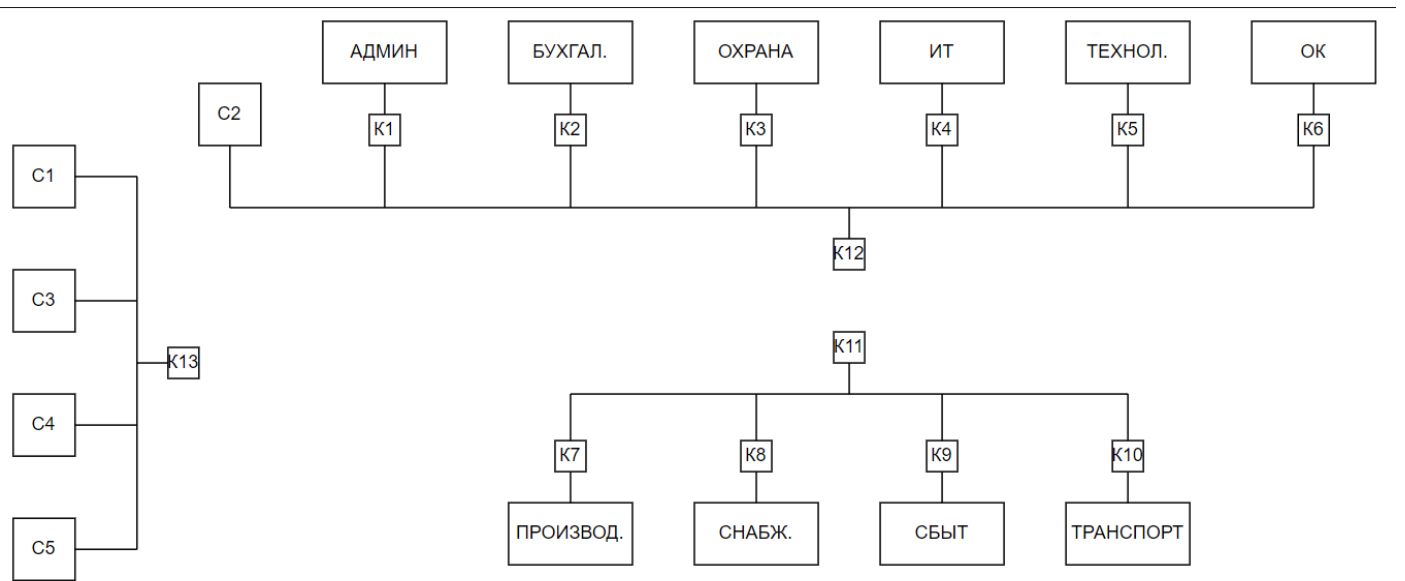 АДМИН
БУХГАЛ.
ОХРАНА
ИТ
ТЕХНОЛ.
ОК
С2
К1
К2
К3
К4
К5
К6
С1
К12
С3
К11
К13
С4
К7
К8
К9
К10
ПРОИЗВОД.
СНАБЖ.
СБЫТ
ТРАНСПОРТ
С5